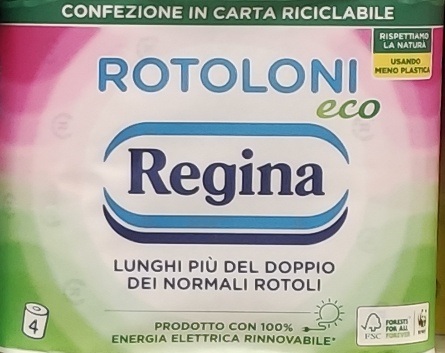 CONFEZIONE IN CARTA RICICLABILE
RISPETTIAMO
LA NATURA
USANDO
MENO PLASTICA
ROTOLONI
eco
Regina
LUNGHI PIÙ DEL DOPPIO
DEI NORMALI ROTOLI
4
PRODOTTO CON 100%
ENERGIA ELETTRICA RINNOVABILE*
FSC
FORESTS
FOR ALL
FOREVER
WWF